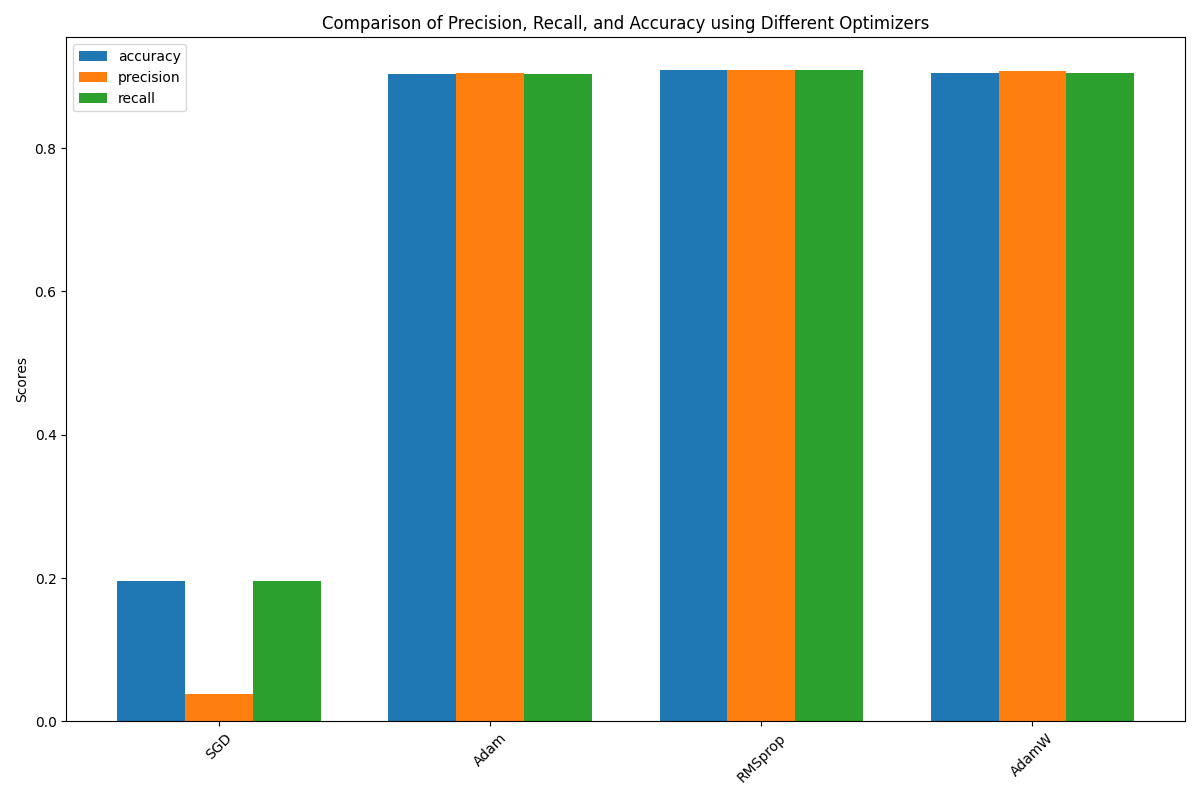 Comparison of Precision, Recall, and Accuracy using Different Optimizers
accuracy
precision
recall
Scores
0.8
0.6
0.4
0.2
0.0
SGD
Adam
RMSprop
AdamW